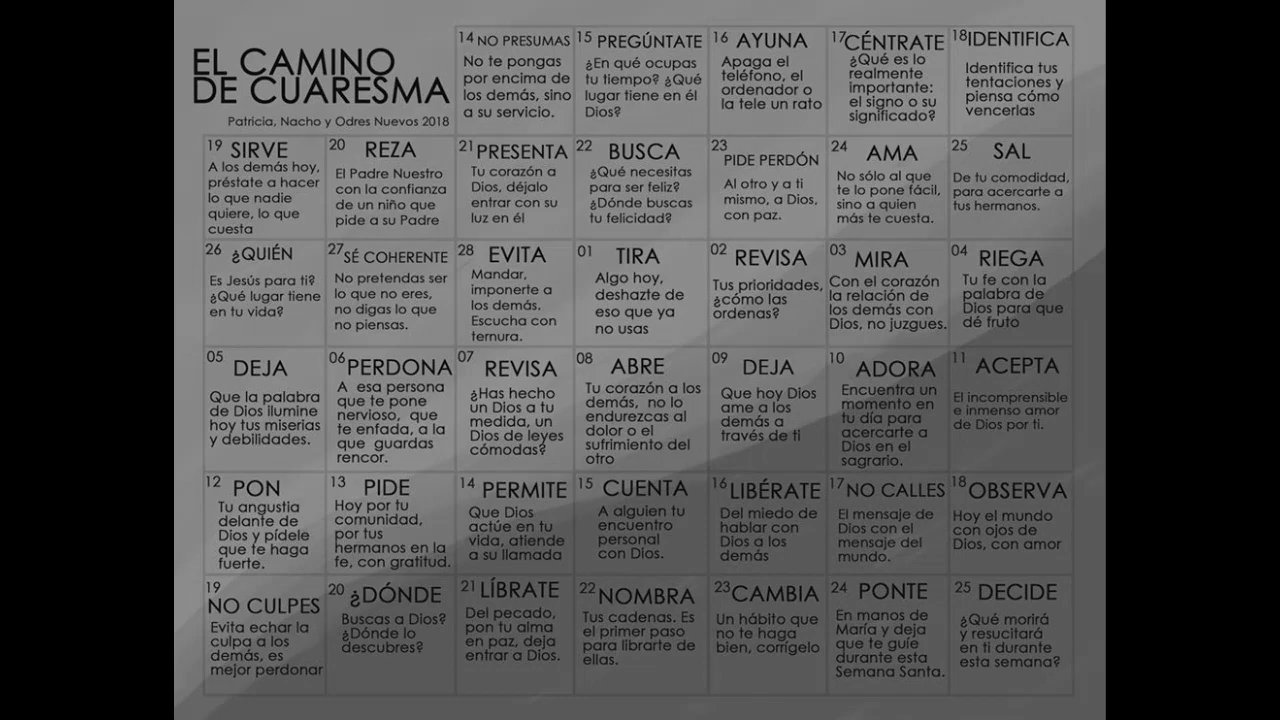 EL CAMINO
DE CUARESMA
Patricia, Nacho y Odres Nuevos 2018
14 NO PRESUMAS
No te pongas
por encima de
los demás, sino
a su servicio.
15 PREGÚNTATE
¿En qué ocupas
tu tiempo? ¿Qué
lugar tiene en él
Dios?
16 AYUNA
Apaga el
teléfono, el
ordenador o
la tele un rato
17 CÉNTRATE
¿Qué es lo
realmente
importante:
el signo o su
significado?
18 IDENTIFICA
Identifica tus
tentaciones y
piensa cómo
vencerlas
19 SIRVE
A los demás hoy,
préstate a hacer
lo que nadie
quiere, lo que
cuesta
20 REZA
El Padre Nuestro
con la confianza
de un niño que
pide a su Padre
21 PRESENTA
Tu corazón a
Dios, déjalo
entrar con su
luz en él
22 BUSCA
¿Qué necesitas
para ser feliz?
¿Dónde buscas
tu felicidad?
23 PIDE PERDÓN
Al otro y a ti
mismo, a Dios,
con paz.
24 AMA
No sólo al que
te lo pone fácil,
sino a quien
más te cuesta.
25 SAL
De tu comodidad,
para acercarte a
tus hermanos.
26 ¿QUIÉN
Es Jesús para ti?
¿Qué lugar tiene
en tu vida?
27 SÉ COHERENTE
No pretendas ser
lo que no eres,
no digas lo que
no piensas.
28 EVITA
Mandar,
imponerte a
los demás.
Escucha con
ternura.
01 TIRA
Algo hoy,
deshazte de
eso que ya
no usas
02 REVISA
Tus prioridades,
¿cómo las
ordenas?
03 MIRA
Con el corazón
la relación de
los demás con
Dios, no juzgues.
04 RIEGA
Tu fe con la
palabra de
Dios para que
dé fruto
05 DEJA
Que la palabra
de Dios ilumine
hoy tus miserias
y debilidades.
06 PERDONA
A esa persona
que te pone
nervioso, que
te enfada, a la
que guardas
rencor.
07 REVISA
¿Has hecho
un Dios a tu
medida, un
Dios de leyes
cómodas?
08 ABRE
Tu corazón a los
demás, no lo
endurezcas al
dolor o el
sufrimiento del
otro
09 DEJA
Que hoy Dios
ame a los
demás a
través de ti
10 ADORA
Encuentra un
momento en
tu día para
acercarte a
Dios en el
sagrario.
11 ACEPTA
El incomprensible
e inmenso amor
de Dios por ti.
12 PON
Tu angustia
delante de
Dios y pídele
que te haga
fuerte.
13 PIDE
Hoy por tu
comunidad,
por tus
hermanos en la
fe, con gratitud.
14 PERMITE
Que Dios
actúe en tu
vida, atiende
a su llamada
15 CUENTA
A alguien tu
encuentro
personal
con Dios.
16 LIBÉRATE
Del miedo de
hablar con
Dios a los
demás
17 NO CALLES
El mensaje de
Dios con el
mensaje del
mundo.
18 OBSERVA
Hoy el mundo
con ojos de
Dios, con amor
19
NO CULPES
Evita echar la
culpa a los
demás, es
mejor perdonar
20 ¿DÓNDE
Buscas a Dios?
¿Dónde lo
descubres?
21 LÍBRATE
Del pecado,
pon tu alma
en paz, deja
entrar a Dios.
22 NOMBRA
Tus cadenas. Es
el primer paso
para librarte de
ellas.
23 CAMBIA
Un hábito que
no te haga
bien, corrígelo
24 PONTE
En manos de
María y deja
que te guíe
durante esta
Semana Santa.
25 DECIDE
¿Qué morirá
y resucitará
en ti durante
esta semana?